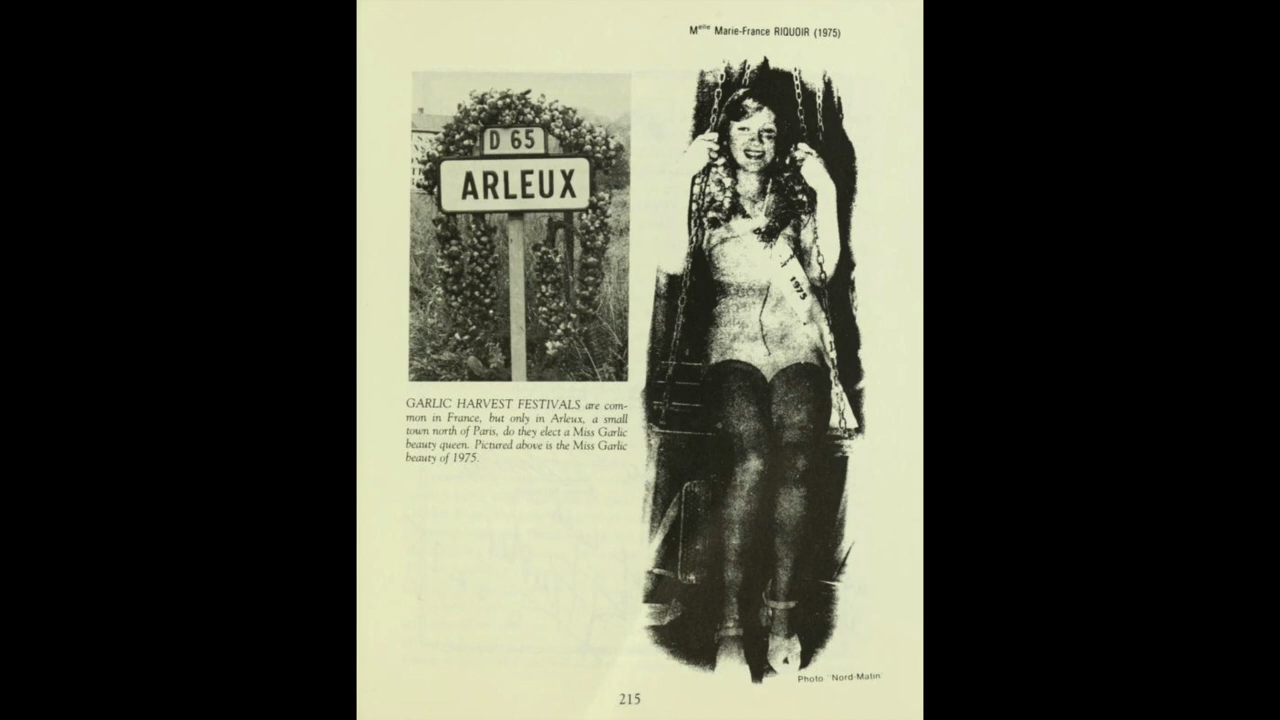 Melle Marie-France RIQUOIR (1975)
D 65
ARLEUX
1975
GARLIC HARVEST FESTIVALS are com-
mon in France, but only in Arleux, a small
town north of Paris, do they elect a Miss Garlic
beauty queen. Pictured above is the Miss Garlic
beauty of 1975.
Photo "Nord-Matin"
215